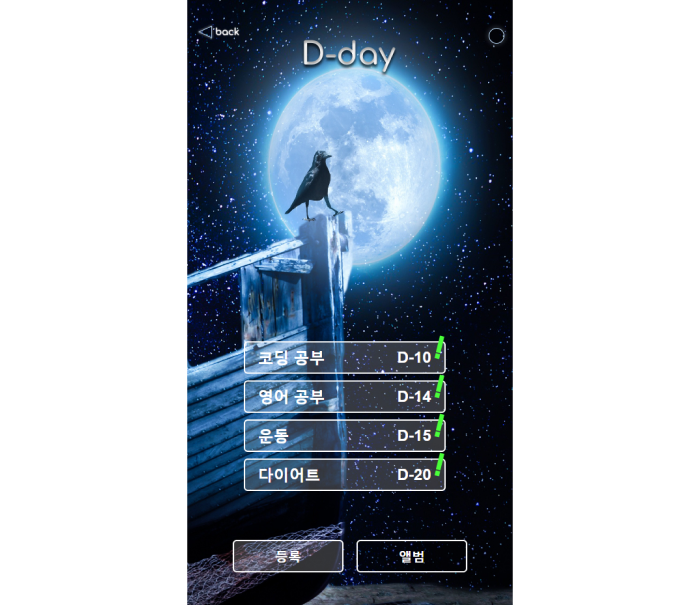 back
D-day
코딩 공부 D-10 !
영어 공부 D-14 !
운동 D-15 !
다이어트 D-20 !
등록 앨범